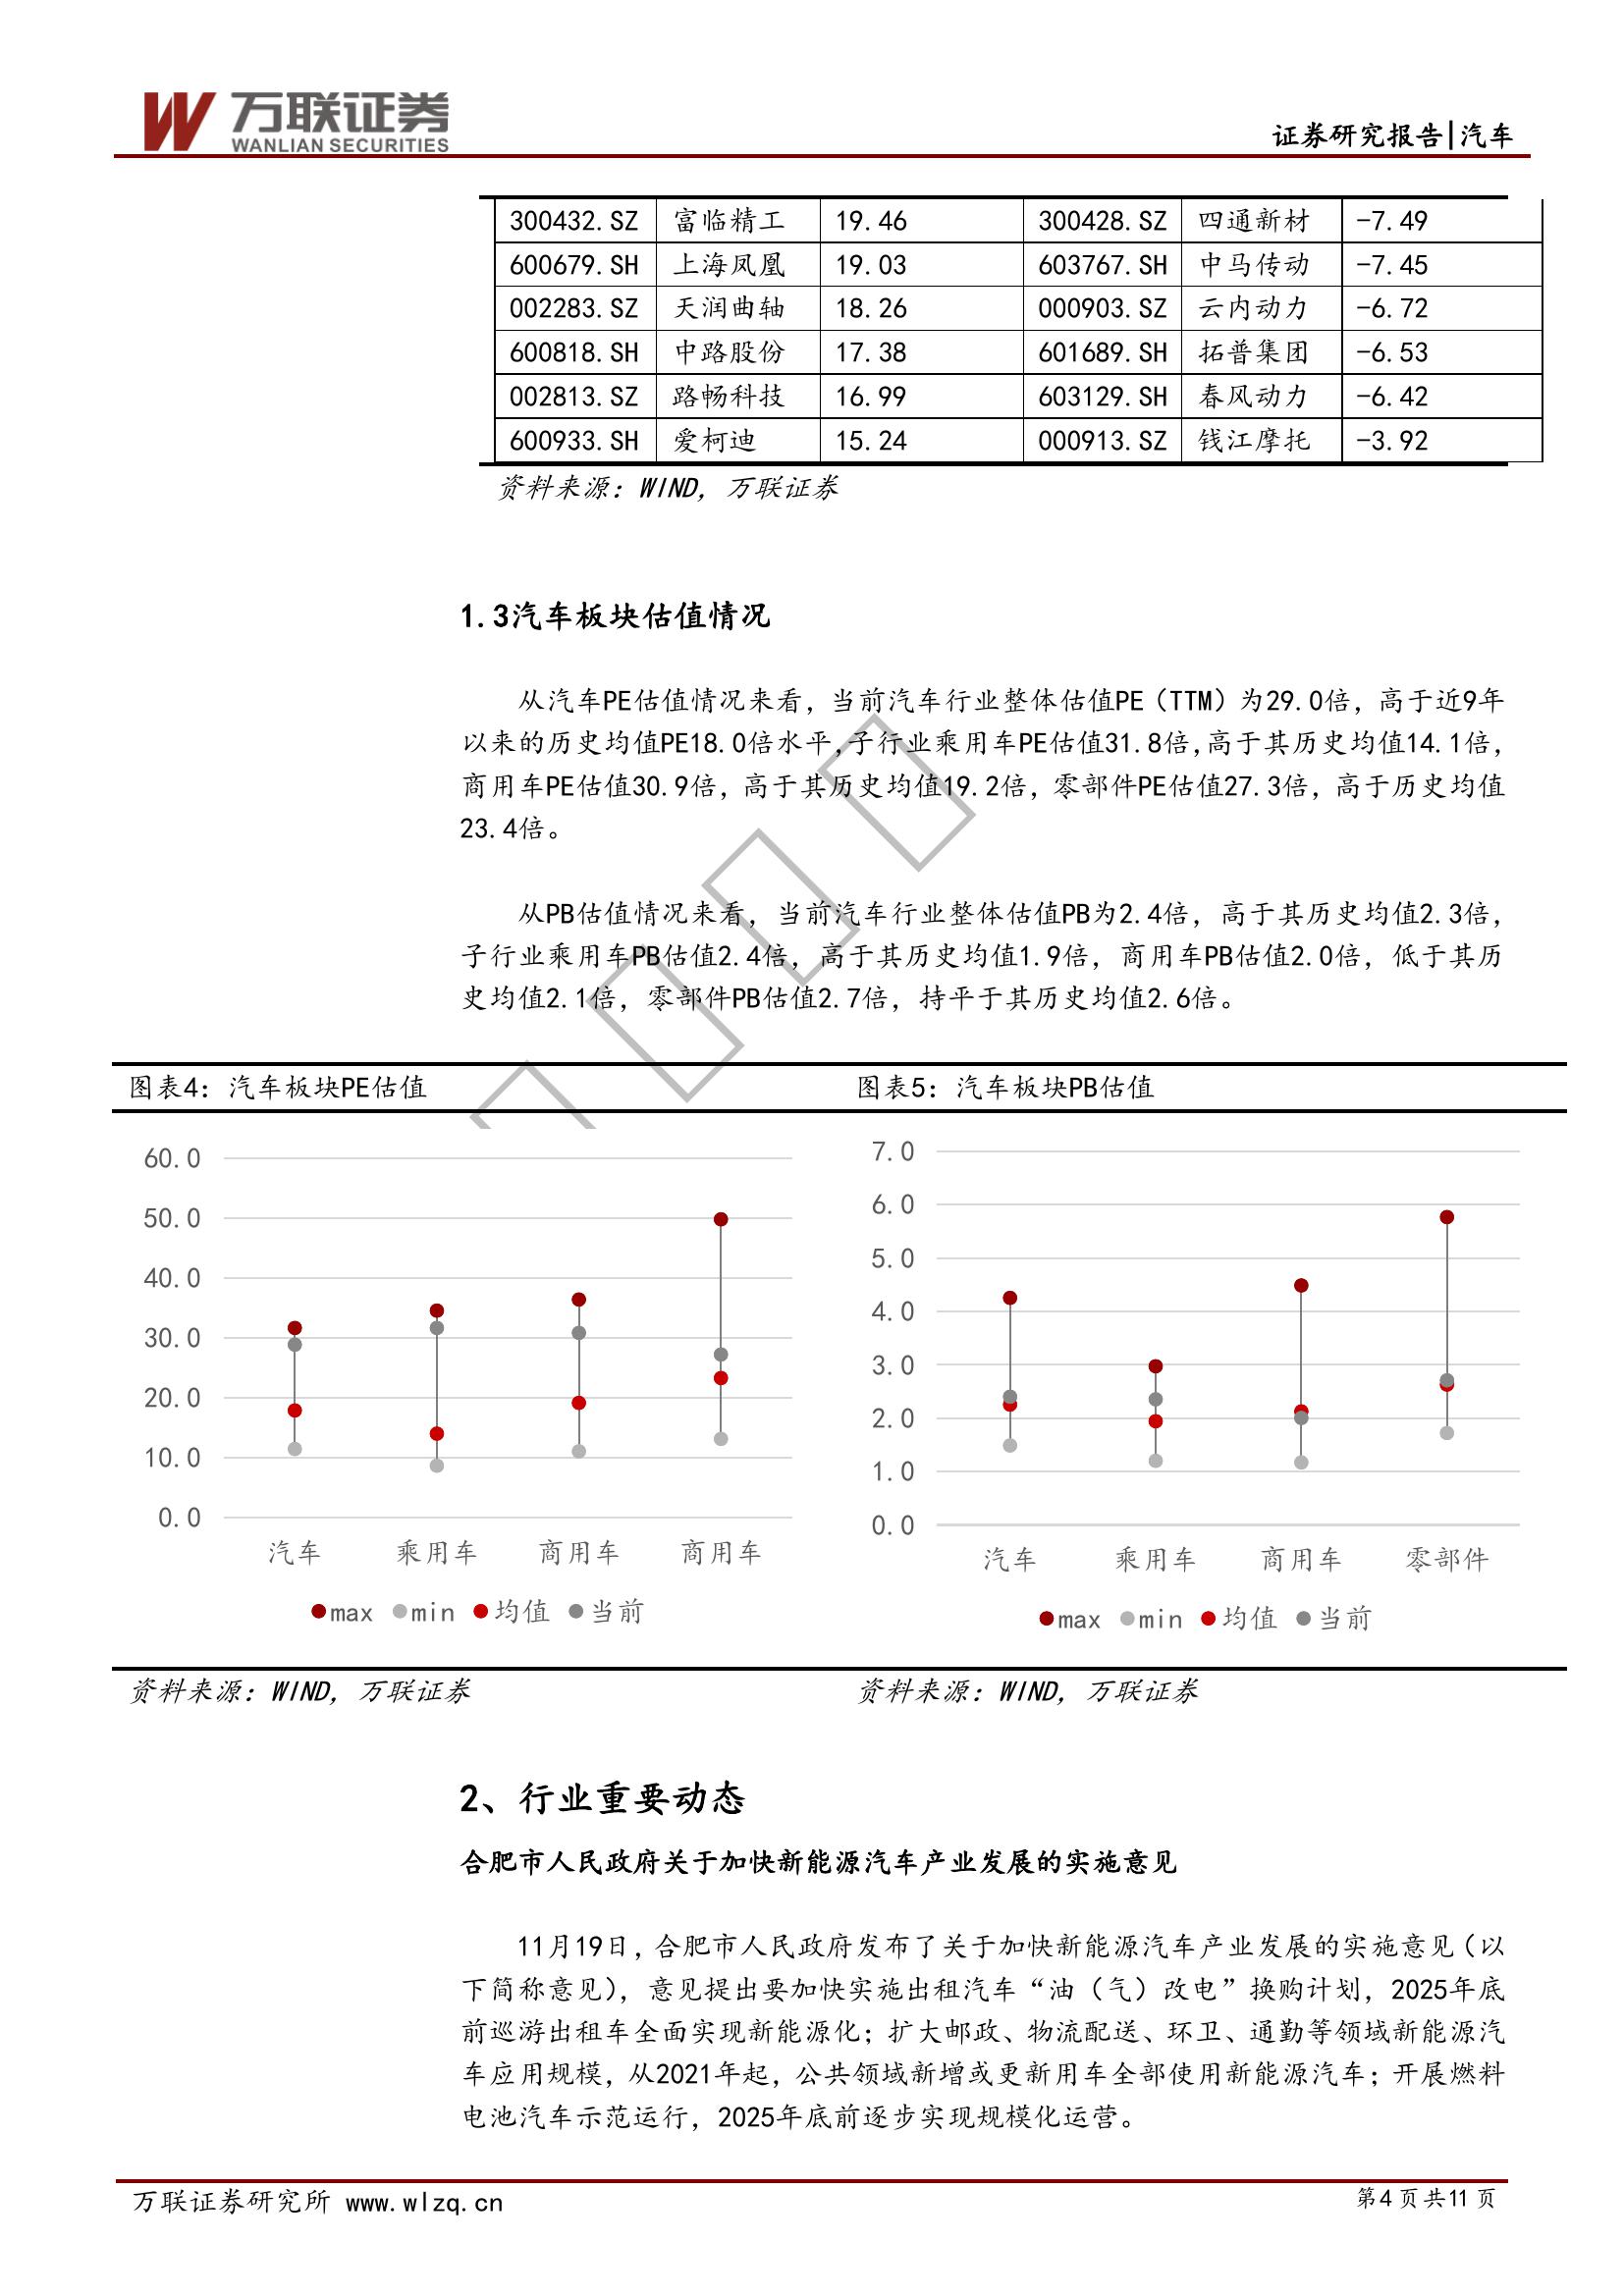 万联证券
WANLIAN SECURITIES
证券研究报告|汽车
300432.SZ 富临精工 19.46 300428.SZ 四通新材 -7.49
600679.SH 上海凤凰 19.03 603767.SH 中马传动 -7.45
002283.SZ 天润曲轴 18.26 000903.SZ 云内动力 -6.72
600818.SH 中路股份 17.38 601689.SH 拓普集团 -6.53
002813.SZ 路畅科技 16.99 603129.SH 春风动力 -6.42
600933.SH 爱柯迪 15.24 000913.SZ 钱江摩托 -3.92
资料来源：WIND，万联证券
1.3汽车板块估值情况
从汽车PE估值情况来看，当前汽车行业整体估值PE（TTM）为29.0倍，高于近9年
以来的历史均值PE18.0倍水平，子行业乘用车PE估值31.8倍，高于其历史均值14.1倍，
商用车PE估值30.9倍，高于其历史均值19.2倍，零部件PE估值27.3倍，高于历史均值
23.4倍。
从PB估值情况来看，当前汽车行业整体估值PB为2.4倍，高于其历史均值2.3倍，
子行业乘用车PB估值2.4倍，高于其历史均值1.9倍，商用车PB估值2.0倍，低于其历
史均值2.1倍，零部件PB估值2.7倍，持平于其历史均值2.6倍。
图表4：汽车板块PE估值
60.0
50.0
40.0
30.0
20.0
10.0
0.0
汽车 乘用车 商用车 商用车
max min 均值 当前
资料来源：WIND，万联证券
图表5：汽车板块PB估值
7.0
6.0
5.0
4.0
3.0
2.0
1.0
0.0
汽车 乘用车 商用车 零部件
max min 均值 当前
资料来源：WIND，万联证券
2、行业重要动态
合肥市人民政府关于加快新能源汽车产业发展的实施意见
11月19日，合肥市人民政府发布了关于加快新能源汽车产业发展的实施意见（以
下简称意见），意见提出要加快实施出租汽车“油（气）改电”换购计划，2025年底
前巡游出租车全面实现新能源化；扩大邮政、物流配送、环卫、通勤等领域新能源汽
车应用规模，从2021年起，公共领域新增或更新用车全部使用新能源汽车；开展燃料
电池汽车示范运行，2025年底前逐步实现规模化运营。
万联证券研究所 www.wlzq.cn
第4页共11页